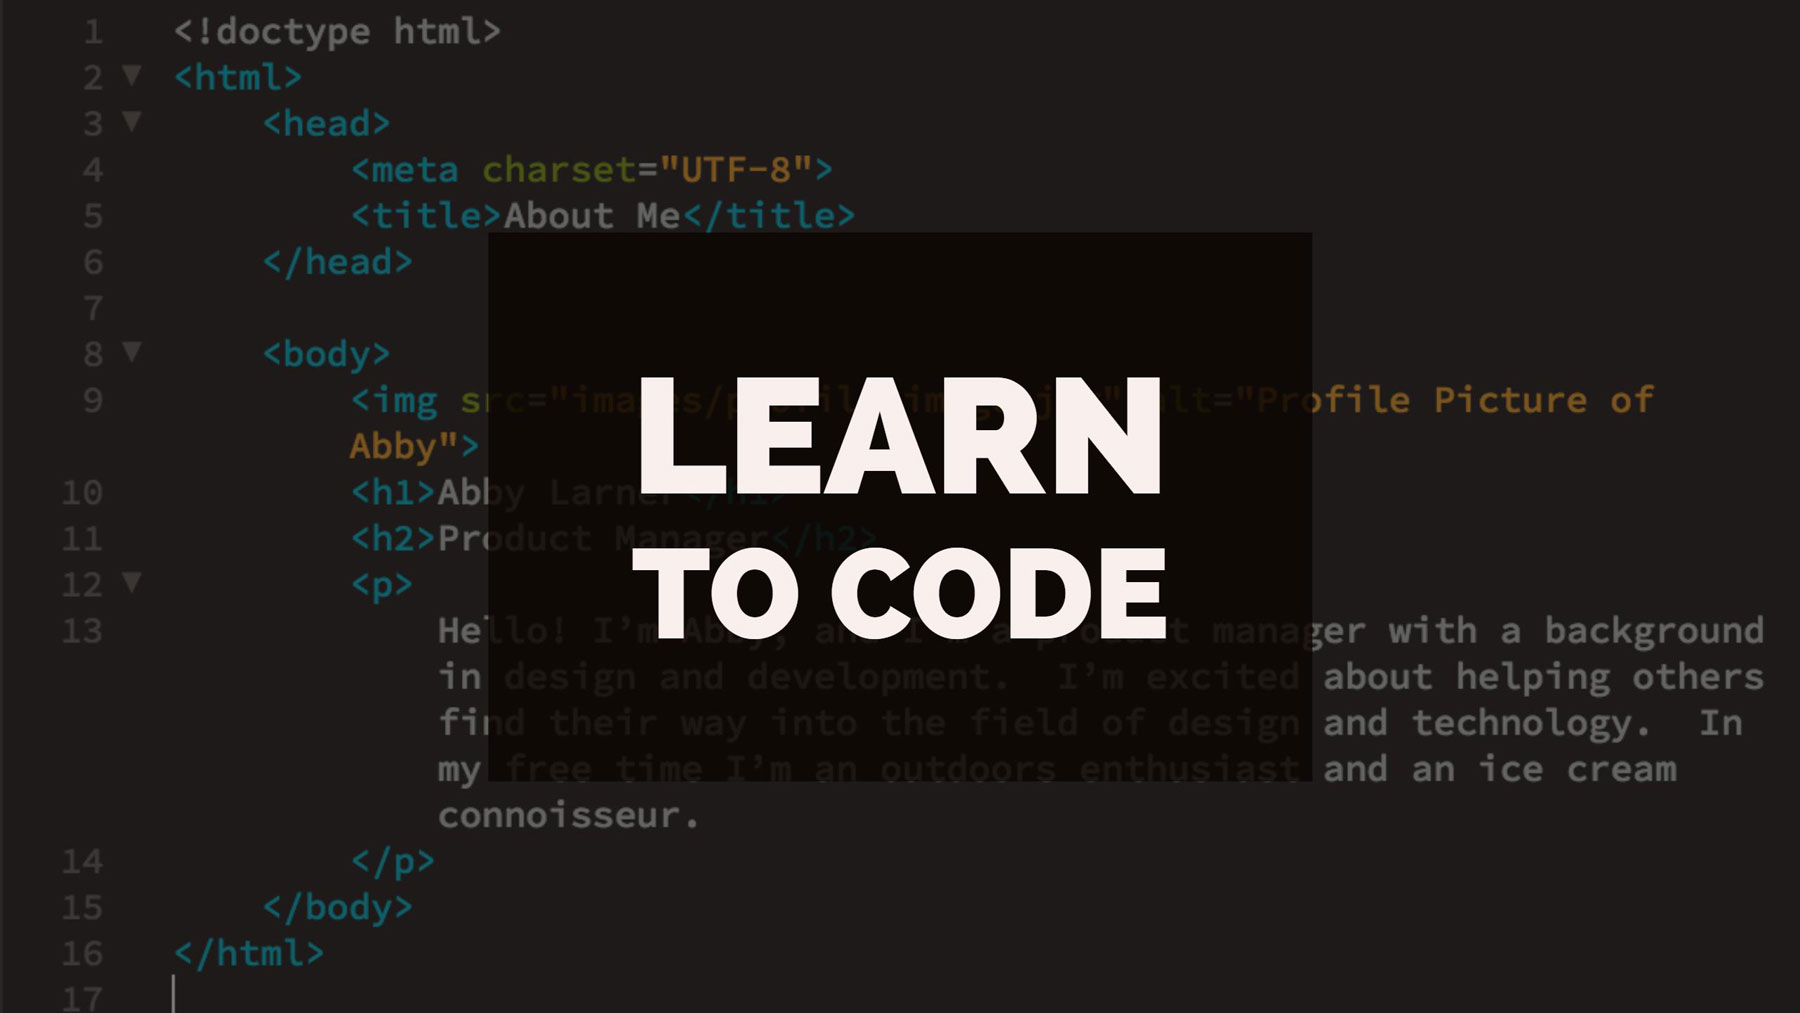 1 <!doctype html>
2 ▼ <html>
3 ▼ <head>
4 <meta charset="UTF-8">
5 <title>About Me</title>
6 </head>
7
8 ▼ <body>
9 <img src="images/ alt="Profile Picture of
Abby">
10 <h1>Abby Larner</h1>
11 <h2>Product Manager</h2>
12 ▼ <p>
13 Hello! I’m Abby, and I’m a product manager with a background
in design and development. I’m excited about helping others
find their way into the field of design and technology. In
my free time I’m an outdoors enthusiast and an ice cream
connoisseur.
14 </p>
15 </body>
16 </html>
17
LEARN
TO CODE